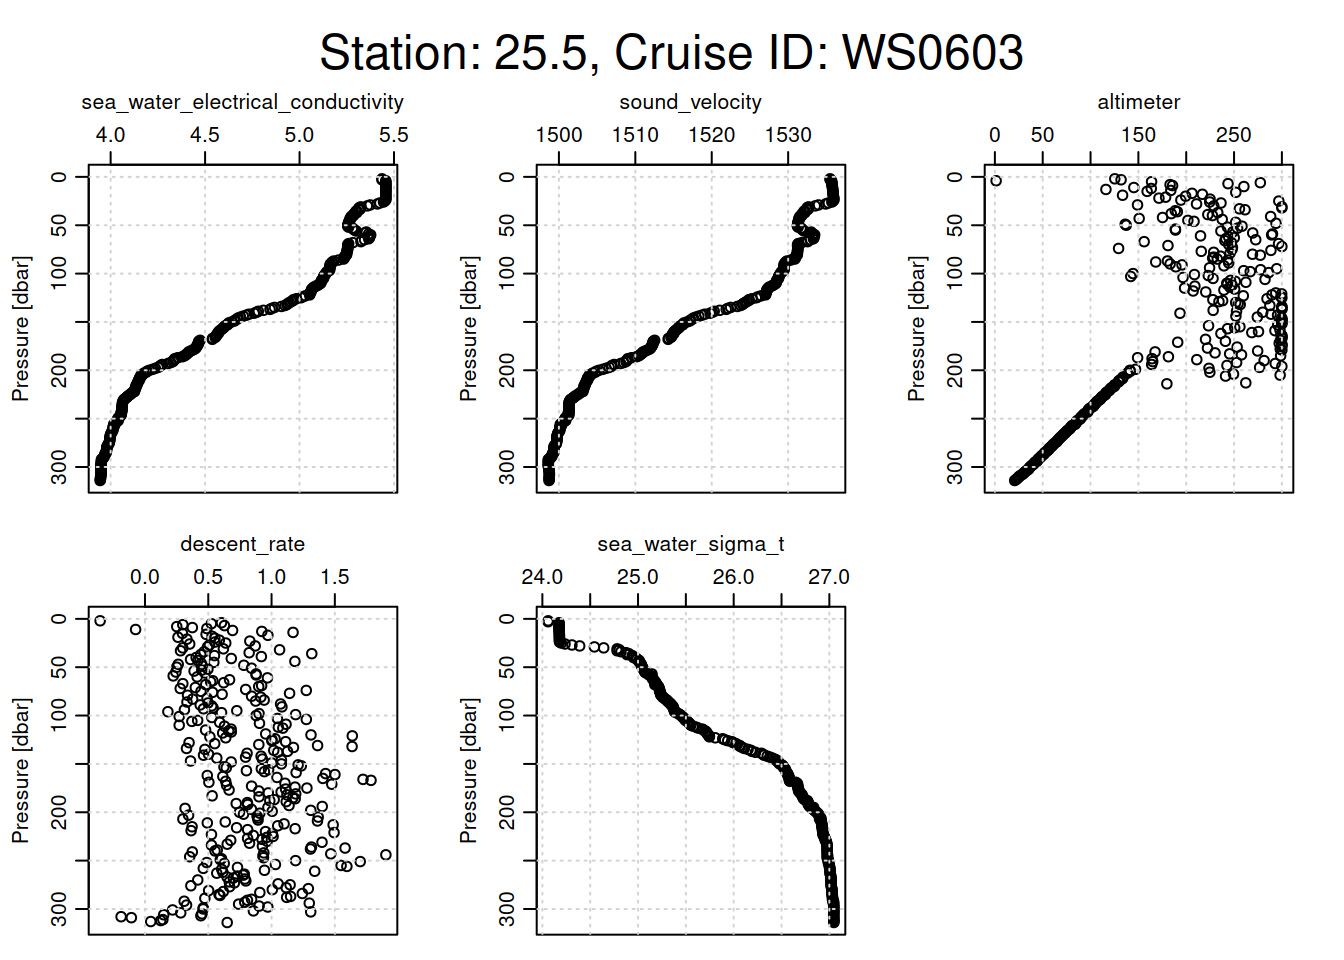 Station: 25.5, Cruise ID: WS0603
sea_water_electrical_conductivity
4.0 4.5 5.0 5.5
Pressure [dbar]
0 50 100 200 300
sound_velocity
1500 1510 1520 1530
Pressure [dbar]
0 50 100 200 300
altimeter
0 50 150 250
Pressure [dbar]
0 50 100 200 300
descent_rate
0.0 0.5 1.0 1.5
Pressure [dbar]
0 50 100 200 300
sea_water_sigma_t
24.0 25.0 26.0 27.0
Pressure [dbar]
0 50 100 200 300